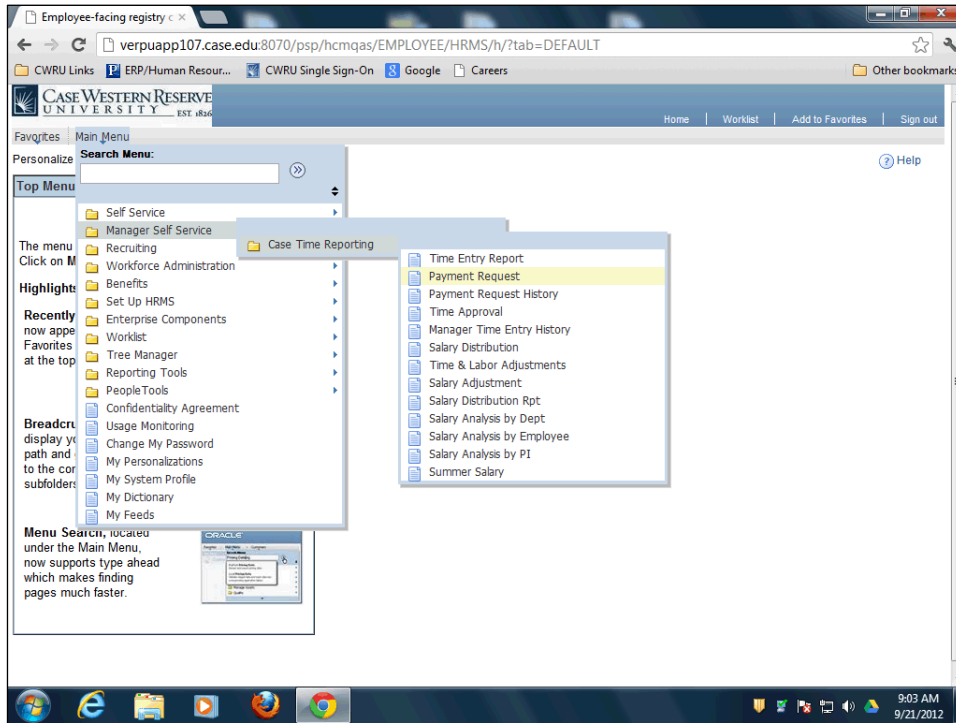 Employee-facing registry c
verpuapp107.case.edu:8070/psp/hcmqas/EMPLOYEE/HRMS/h/?tab=DEFAULT
CWRU Links ERP/Human Resour... CWRU Single Sign-On Google Careers Other bookmarks
CASE WESTERN RESERVE
UNIVERSITY EST. 1826
Home | Worklist | Add to Favorites | Sign out
Favorites Main Menu
Personalize
Help
Search Menu:
Top Menu
Self Service
Manager Self Service
Recruiting
Workforce Administration
Benefits
Set Up HRMS
Enterprise Components
Worklist
Tree Manager
Reporting Tools
PeopleTools
Confidentiality Agreement
Usage Monitoring
Change My Password
My Personalizations
My System Profile
My Dictionary
My Feeds
Case Time Reporting
Time Entry Report
Payment Request
Payment Request History
Time Approval
Manager Time Entry History
Salary Distribution
Time & Labor Adjustments
Salary Adjustment
Salary Distribution Rpt
Salary Analysis by Dept
Salary Analysis by Employee
Salary Analysis by PI
Summer Salary
The menu
Click on M
Highlights
Recently
now appe
Favorites
at the top
Breadcru
display yo
path and
to the con
subfolders
Menu Search, located
under the Main Menu,
now supports type ahead
which makes finding
pages much faster.
ORACLE
9:03 AM
9/21/2012